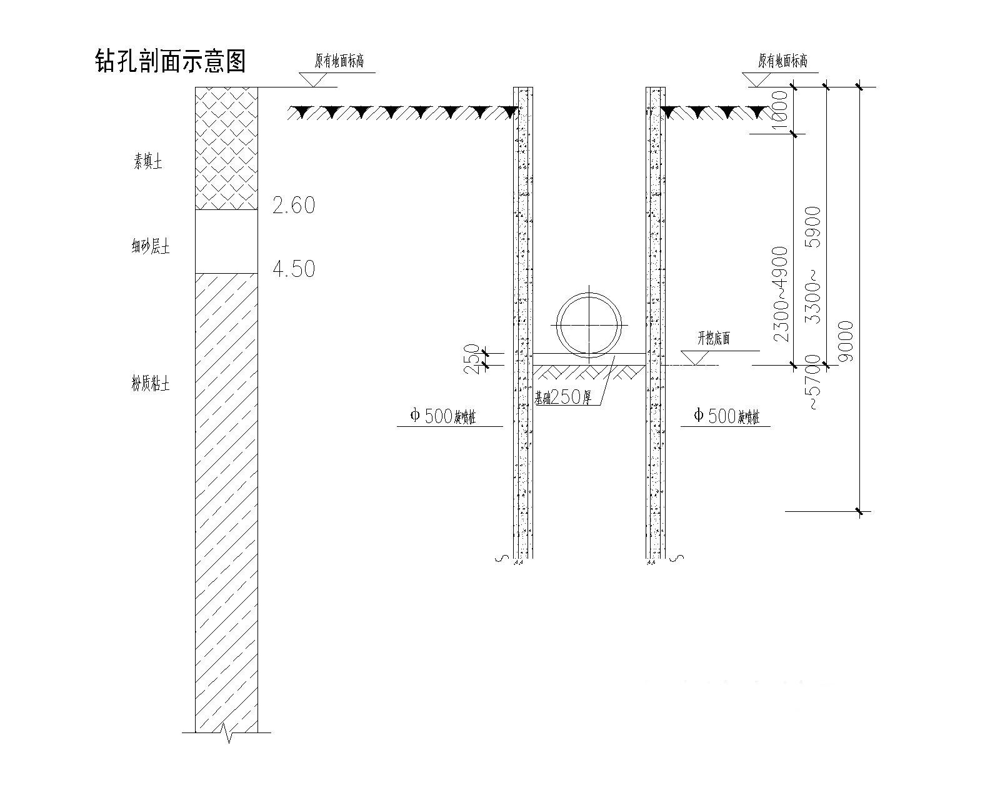 钻孔剖面示意图
原有地面标高
原有地面标高
1000
素填土
2.60
细砂层土
4.50
2300~4900
3300~ 5900
~5700
9000
开挖底面
250
粉质粘土
基础250厚
ф500旋喷桩
ф500旋喷桩